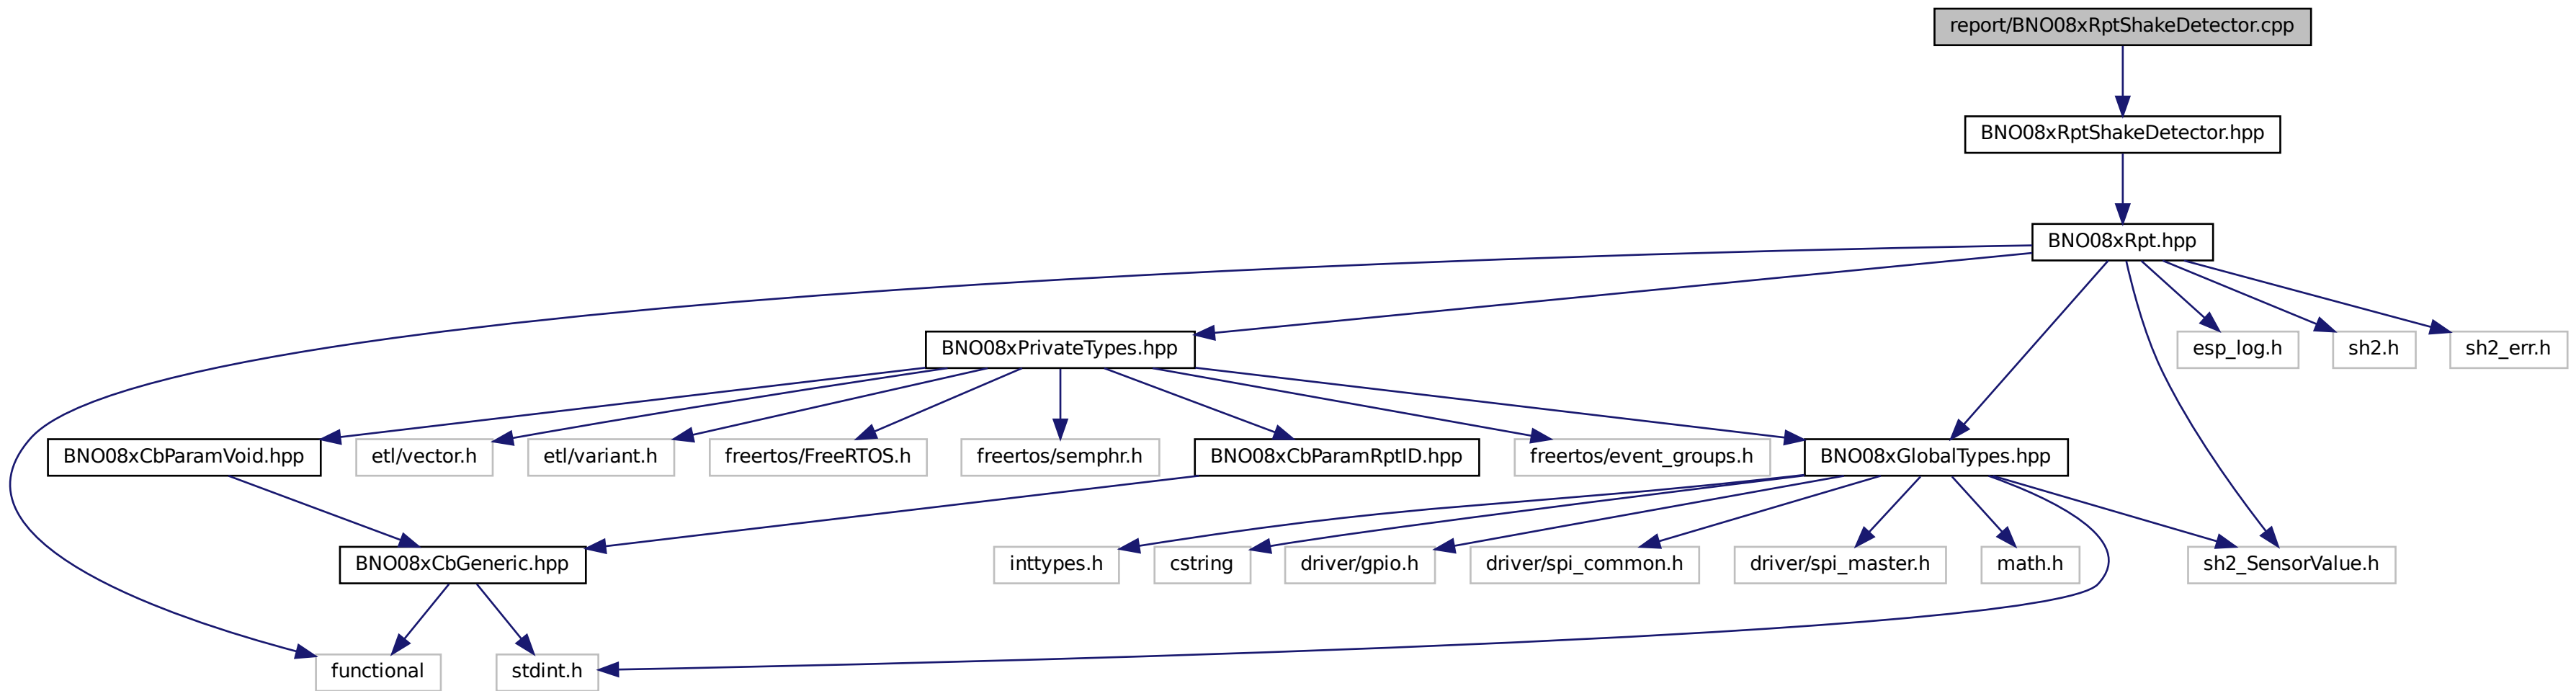 report/BNO08xRptShakeDetector.cpp
BNO08xRptShakeDetector.hpp
BNO08xRpt.hpp
BNO08xPrivateTypes.hpp
esp_log.h
sh2.h
sh2_err.h
BNO08xCbParamVoid.hpp
etl/vector.h
etl/variant.h
freertos/FreeRTOS.h
freertos/semphr.h
BNO08xCbParamRptID.hpp
freertos/event_groups.h
BNO08xGlobalTypes.hpp
BNO08xCbGeneric.hpp
inttypes.h
cstring
driver/gpio.h
driver/spi_common.h
driver/spi_master.h
math.h
sh2_SensorValue.h
functional
stdint.h